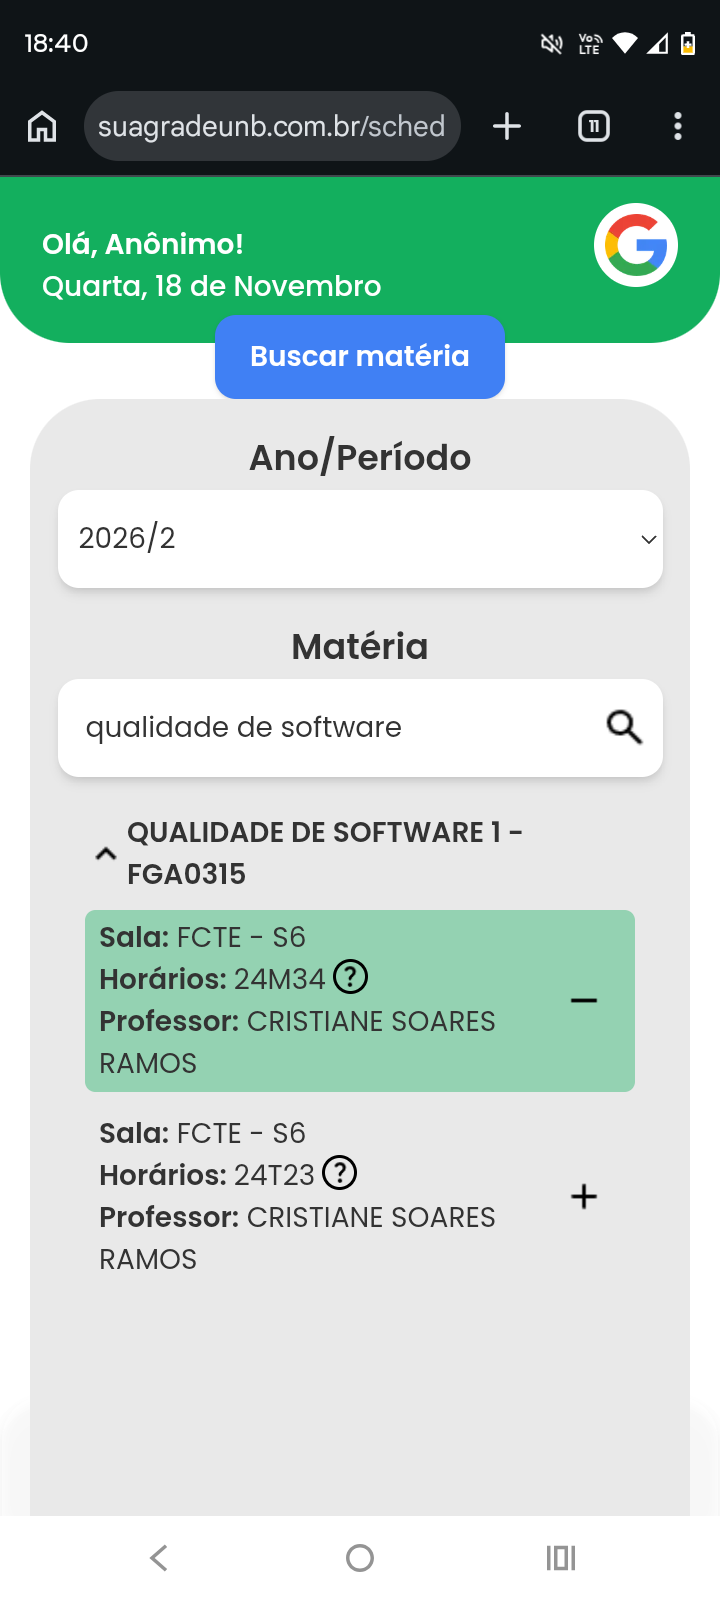 18:40
Vo)) LTE
suagradeunb.com.br/sched
11
Olá, Anônimo!
Quarta, 18 de Novembro
Buscar matéria
Ano/Período
2026/2
Matéria
qualidade de software
QUALIDADE DE SOFTWARE 1 -
FGA0315
Sala: FCTE - S6
Horários: 24M34 ?
Professor: CRISTIANE SOARES
RAMOS
Sala: FCTE - S6
Horários: 24T23 ?
Professor: CRISTIANE SOARES
RAMOS